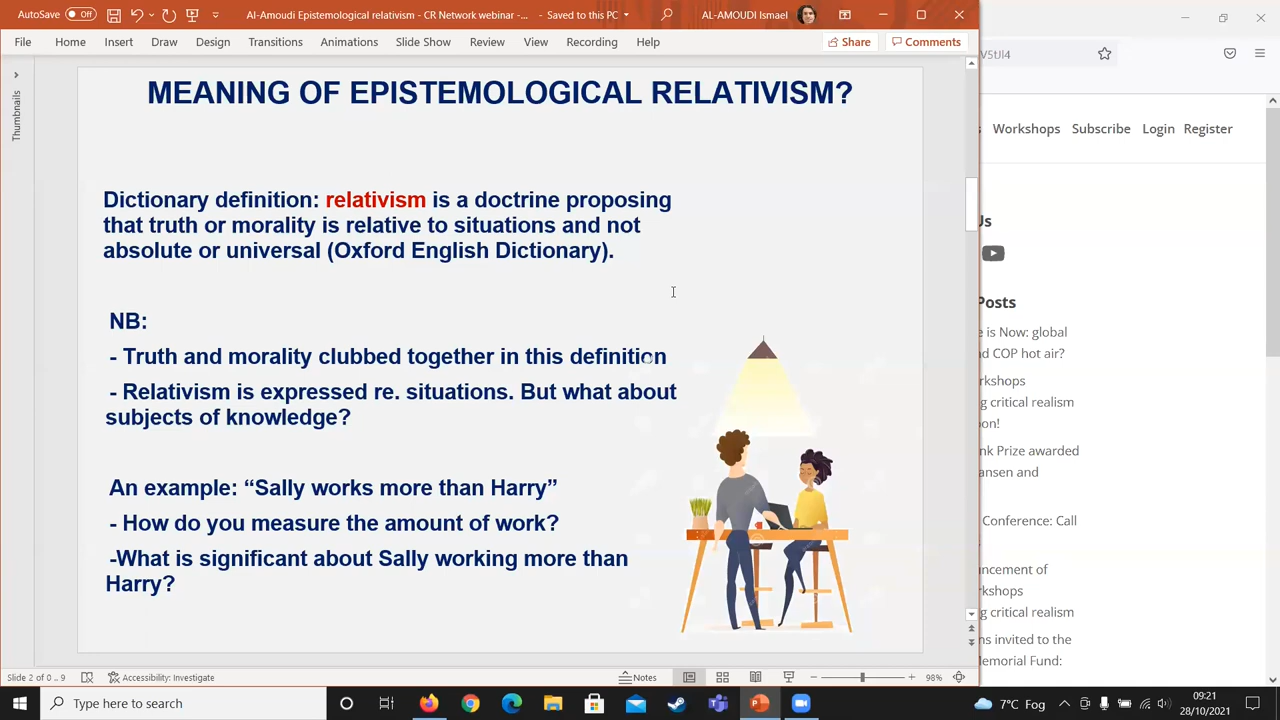 AutoSave Off
Al-Amoudi Epistemological relativism - CR Network webinar -... - Saved to this PC
AL-AMOUDI Ismael
File Home Insert Draw Design Transitions Animations Slide Show Review View Recording Help Share Comments
V5tJI4
Thumbnails
MEANING OF EPISTEMOLOGICAL RELATIVISM?
Dictionary definition: relativism is a doctrine proposing
that truth or morality is relative to situations and not
absolute or universal (Oxford English Dictionary).
NB:
- Truth and morality clubbed together in this definition
- Relativism is expressed re. situations. But what about
subjects of knowledge?
An example: “Sally works more than Harry”
- How do you measure the amount of work?
-What is significant about Sally working more than
Harry?
s Workshops Subscribe Login Register
Us
Posts
e is Now: global
nd COP hot air?
rkshops
g critical realism
on!
nk Prize awarded
ansen and
Conference: Call
ncement of
rkshops
g critical realism
ns invited to the
Memorial Fund:
Slide 2 of 0 .. 9 Accessibility: Investigate Notes 98%
Type here to search
7°C Fog
09:21
28/10/2021